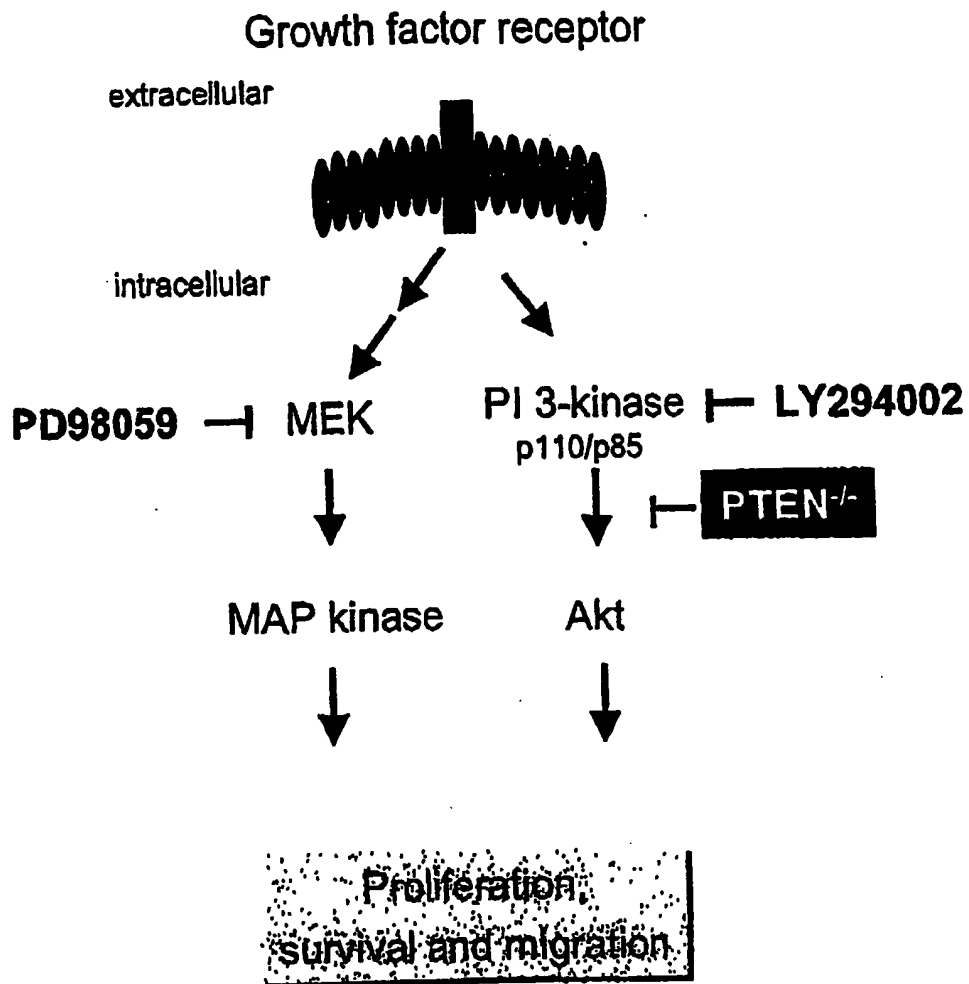 Growth factor receptor
extracellular
intracellular
PD98059
MEK
PI 3-kinase
p110/p85
LY294002
PTEN-/-
MAP kinase
Akt
Proliferation,
survival and migration